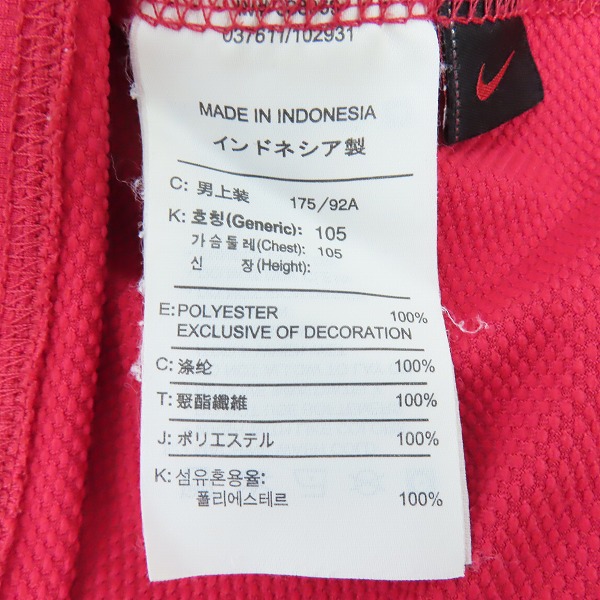 037611/102931
MADE IN INDONESIA
インドネシア製
C: 男上装 175/92A
K: 호칭(Generic): 105
가슴둘레(Chest): 105
신 장(Height):
E: POLYESTER 100%
EXCLUSIVE OF DECORATION
C: 涤纶 100%
T: 聚酯纖維 100%
J: ポリエステル 100%
K: 섬유혼용율:
폴리에스테르 100%